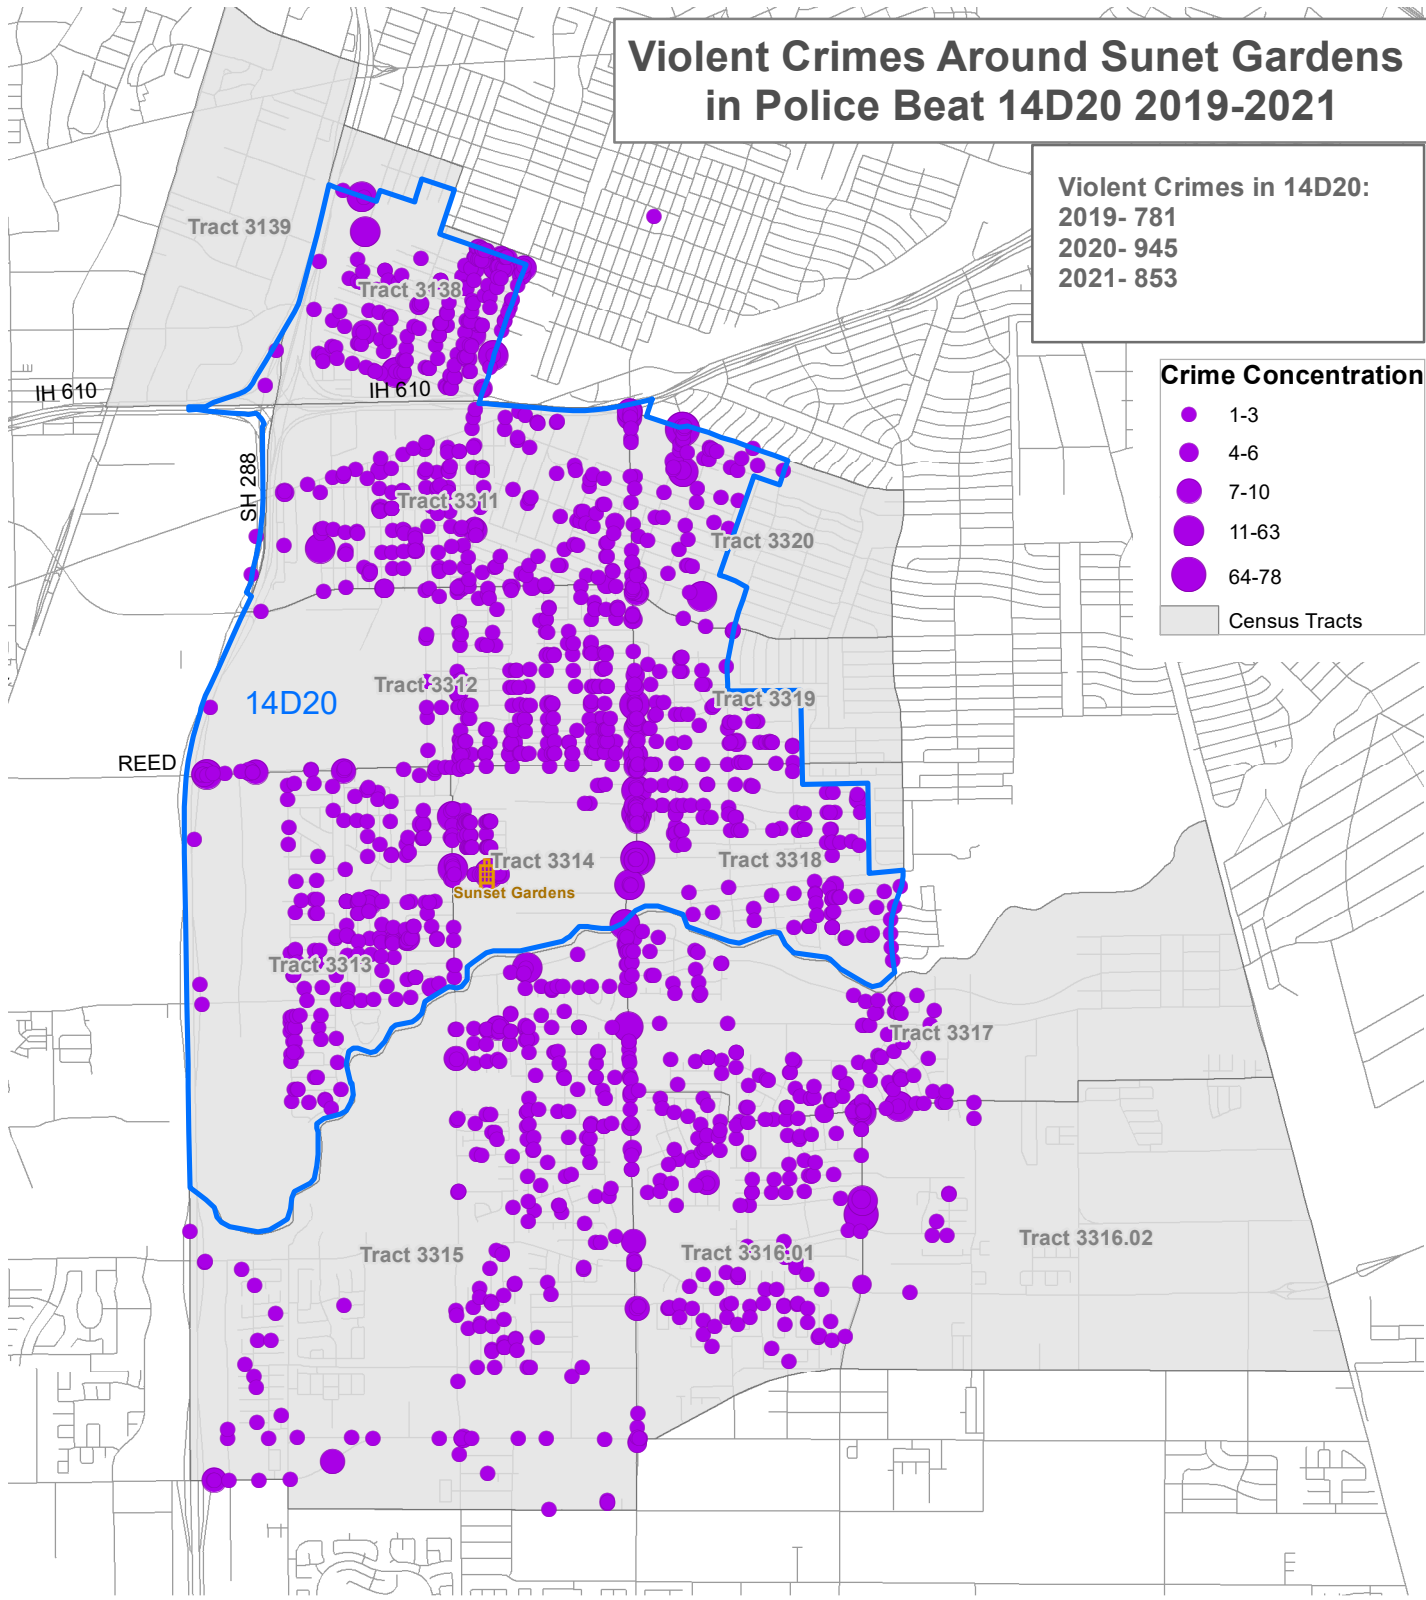 Violent Crimes Around Sunet Gardens
in Police Beat 14D20 2019-2021
Violent Crimes in 14D20:
2019- 781
2020- 945
2021- 853
Crime Concentration
1-3
4-6
7-10
11-63
64-78
Census Tracts
Tract 3139
Tract 3138
IH 610
IH 610
SH 288
Tract 3311
Tract 3320
Tract 3312
14D20
Tract 3319
REED
Tract 3314
Tract 3318
Sunset Gardens
Tract 3313
Tract 3317
Tract 3315
Tract 3316.01
Tract 3316.02